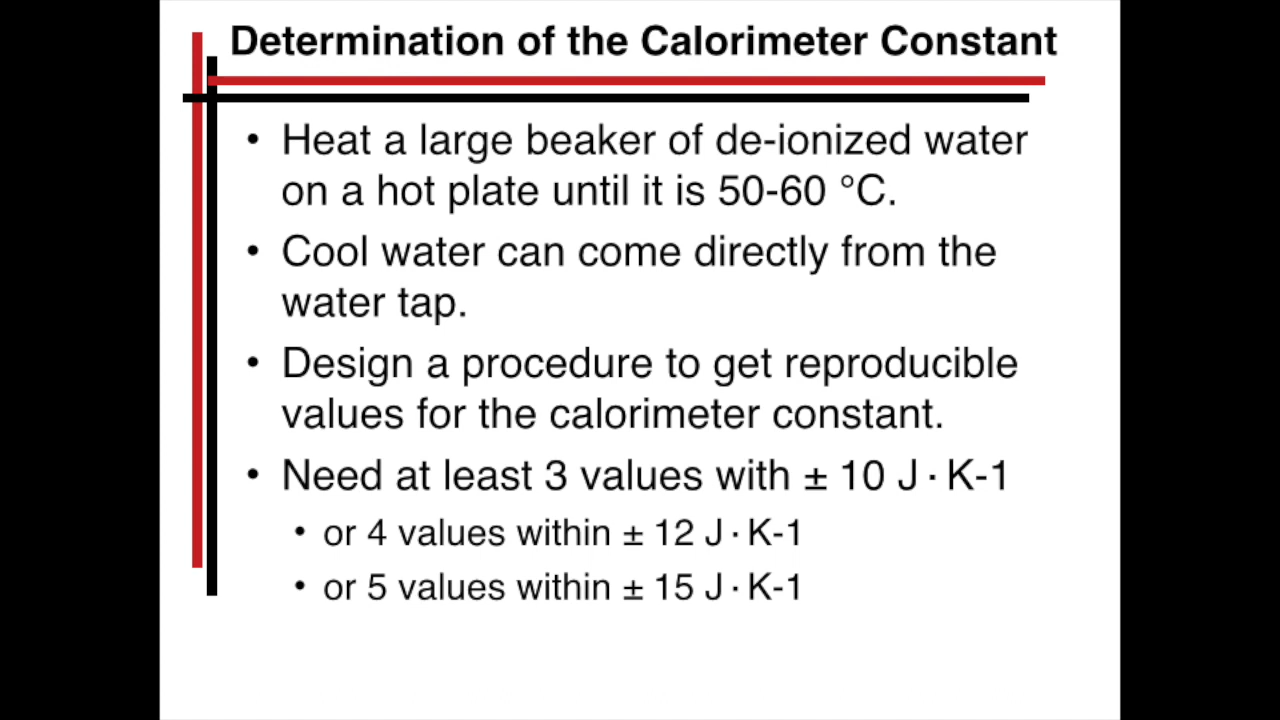 Determination of the Calorimeter Constant
• Heat a large beaker of de-ionized water
on a hot plate until it is 50-60 °C.
• Cool water can come directly from the
water tap.
• Design a procedure to get reproducible
values for the calorimeter constant.
• Need at least 3 values with ± 10 J · K-1
• or 4 values within ± 12 J · K-1
• or 5 values within ± 15 J · K-1